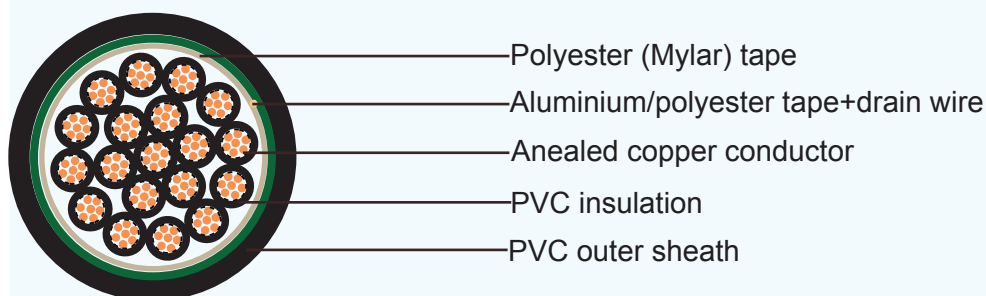 Polyester (Mylar) tape
Aluminium/polyester tape+drain wire
Anealed copper conductor
PVC insulation
PVC outer sheath